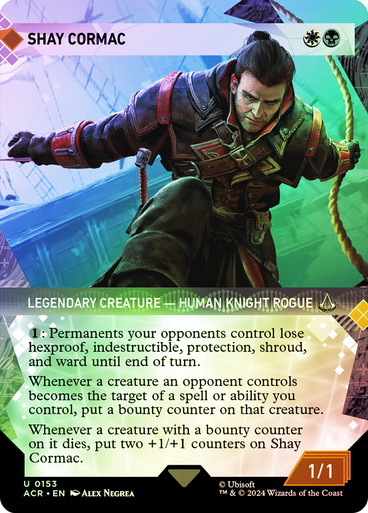 SHAY CORMAC
LEGENDARY CREATURE — HUMAN KNIGHT ROGUE
1: Permanents your opponents control lose
hexproof, indestructible, protection, shroud,
and ward until end of turn.
Whenever a creature an opponent controls
becomes the target of a spell or ability you
control, put a bounty counter on that creature.
Whenever a creature with a bounty counter
on it dies, put two +1/+1 counters on Shay
Cormac.
1/1
U 0153
ACR • EN ALEX NEGREA
© Ubisoft
™ & © 2024 Wizards of the Coast